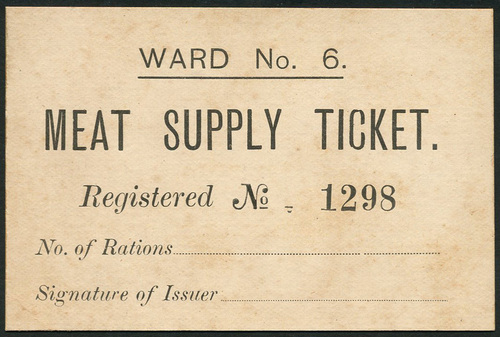 WARD No. 6.
MEAT SUPPLY TICKET.
Registered № - 1298
No. of Rations
Signature of Issuer